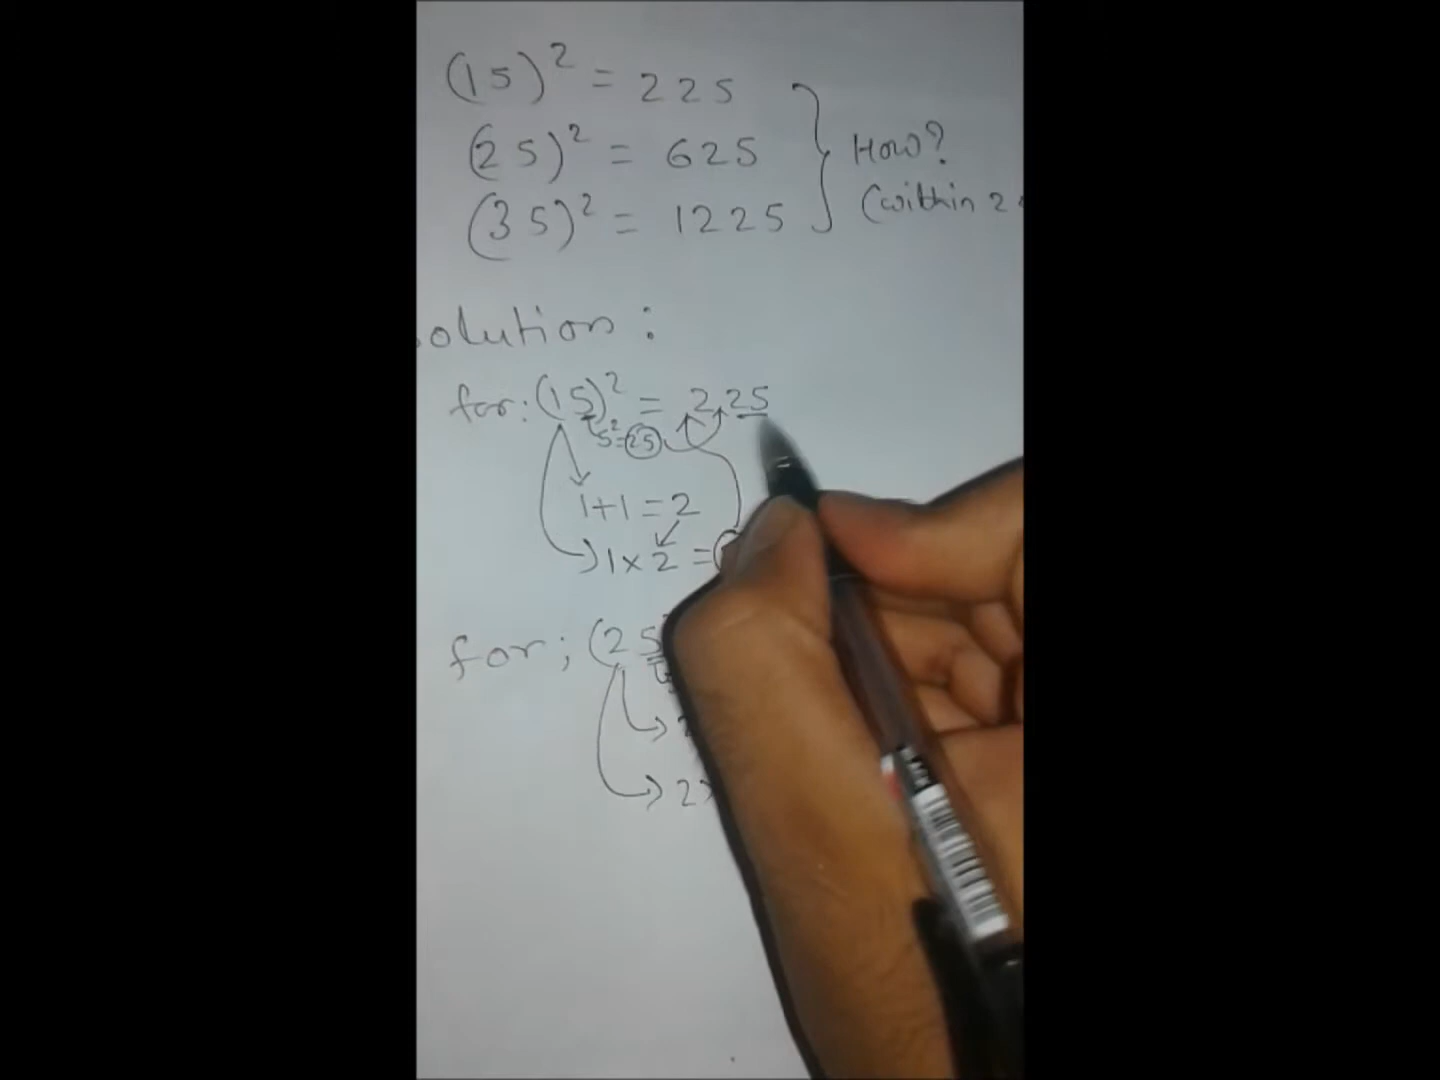 (15)² = 225
(25)² = 625
(35)² = 1225
How?
(within 2
olution:
for: (15)² = 225
5² = 25
1+1 = 2
1×2 =
for; (25
2×